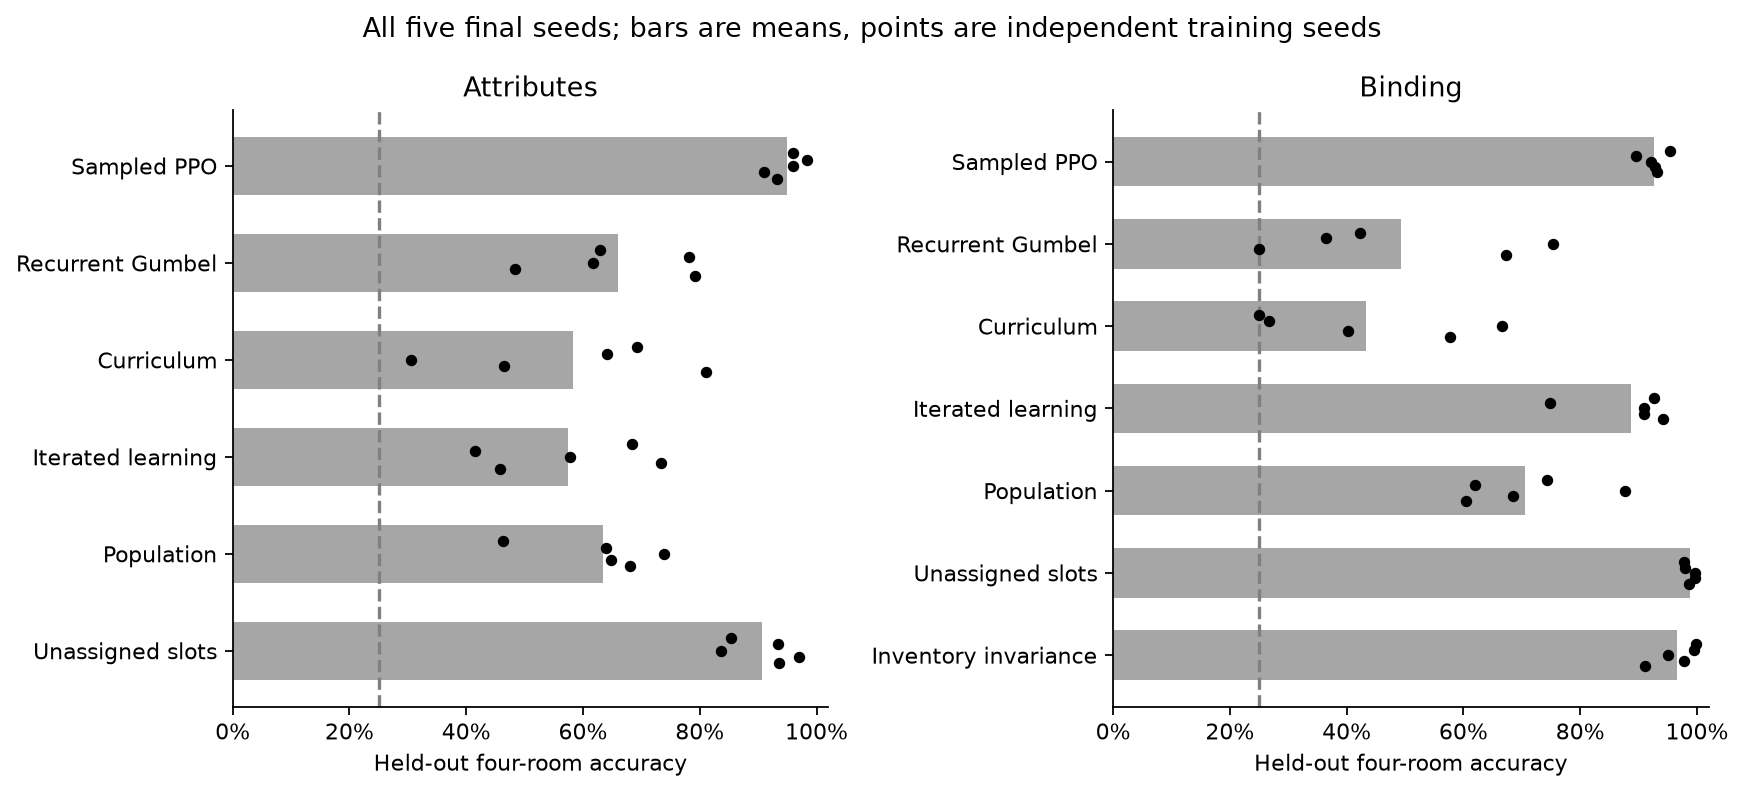 All five final seeds; bars are means, points are independent training seeds
Attributes
Sampled PPO
Recurrent Gumbel
Curriculum
Iterated learning
Population
Unassigned slots
0% 20% 40% 60% 80% 100%
Held-out four-room accuracy
Binding
Sampled PPO
Recurrent Gumbel
Curriculum
Iterated learning
Population
Unassigned slots
Inventory invariance
0% 20% 40% 60% 80% 100%
Held-out four-room accuracy